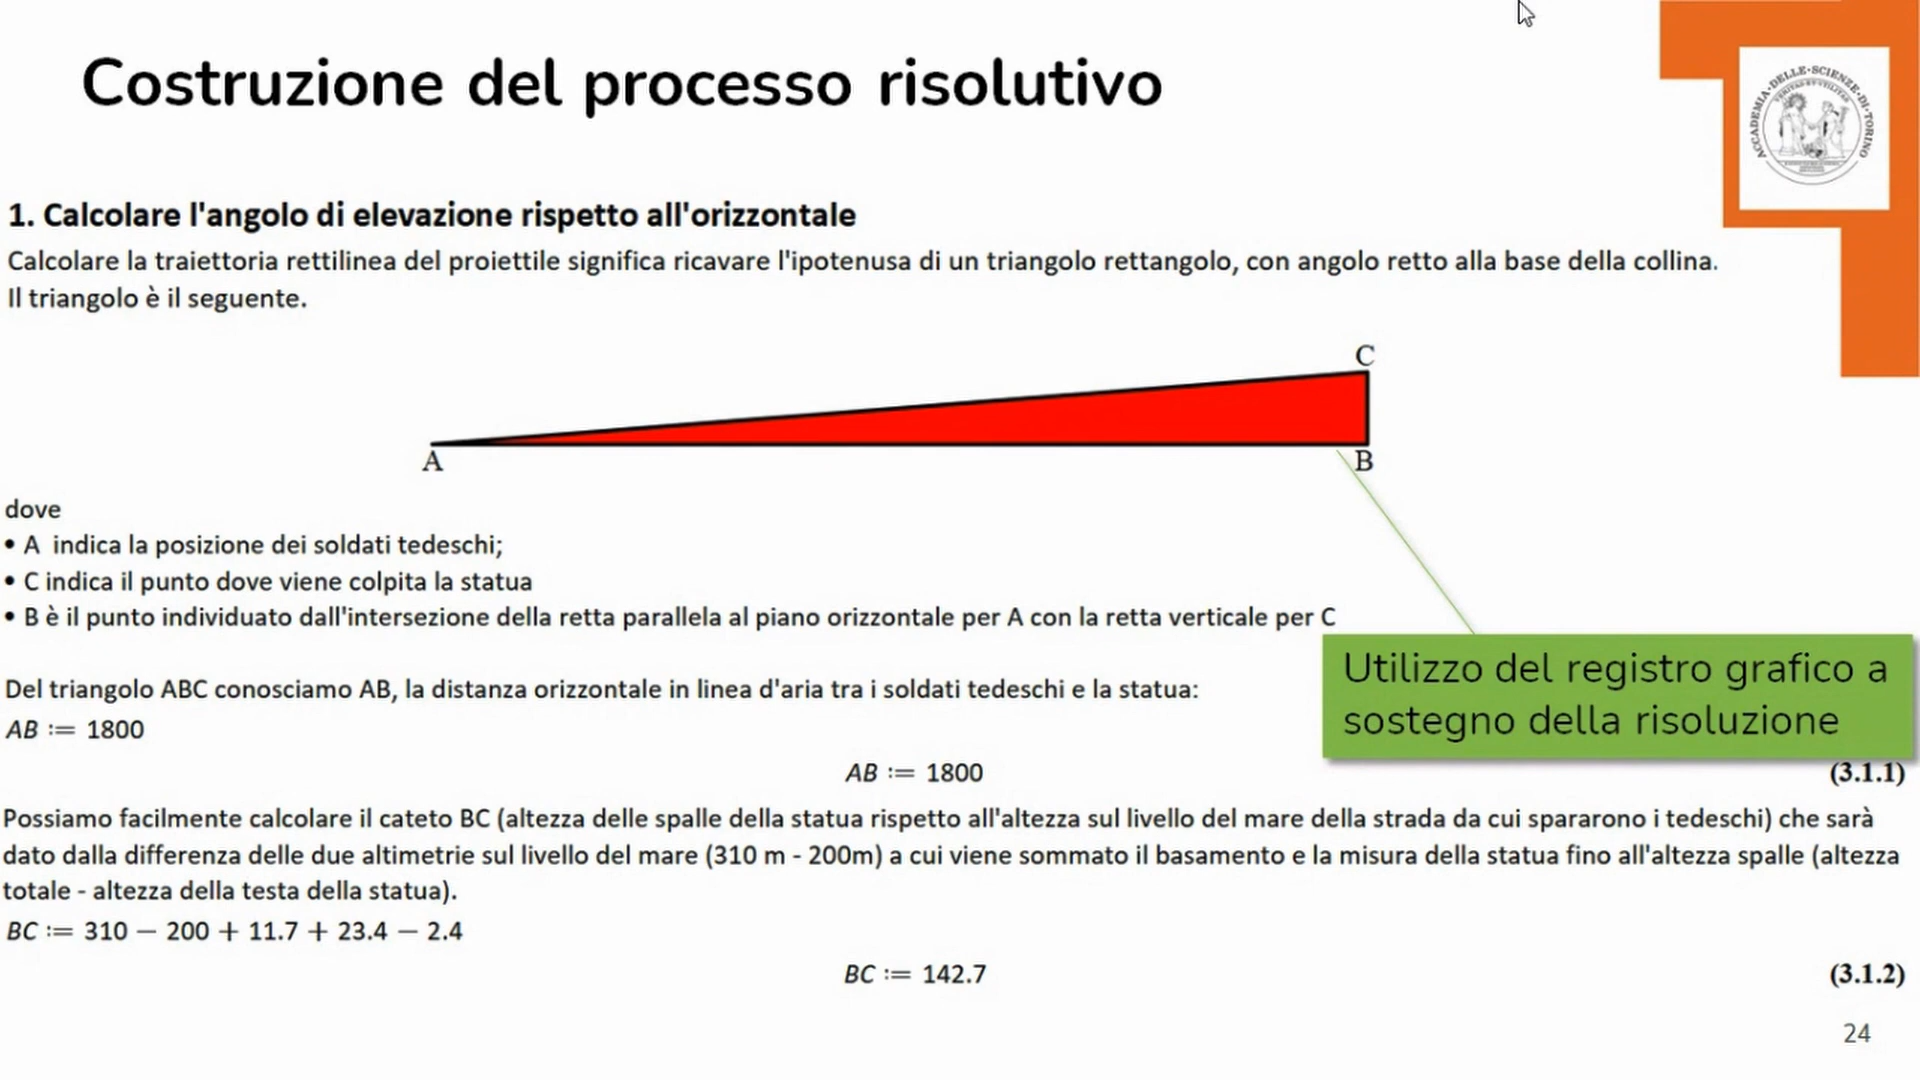 Costruzione del processo risolutivo
ACCADEMIA·DELLE·SCIENZE·DI·TORINO
1. Calcolare l'angolo di elevazione rispetto all'orizzontale
Calcolare la traiettoria rettilinea del proiettile significa ricavare l'ipotenusa di un triangolo rettangolo, con angolo retto alla base della collina.
Il triangolo è il seguente.
C
A
B
dove
• A indica la posizione dei soldati tedeschi;
• C indica il punto dove viene colpita la statua
• B è il punto individuato dall'intersezione della retta parallela al piano orizzontale per A con la retta verticale per C
Utilizzo del registro grafico a
sostegno della risoluzione
Del triangolo ABC conosciamo AB, la distanza orizzontale in linea d'aria tra i soldati tedeschi e la statua:
AB := 1800
AB := 1800 (3.1.1)
Possiamo facilmente calcolare il cateto BC (altezza delle spalle della statua rispetto all'altezza sul livello del mare della strada da cui spararono i tedeschi) che sarà
dato dalla differenza delle due altimetrie sul livello del mare (310 m - 200m) a cui viene sommato il basamento e la misura della statua fino all'altezza spalle (altezza
totale - altezza della testa della statua).
BC := 310 − 200 + 11.7 + 23.4 − 2.4
BC := 142.7 (3.1.2)
24